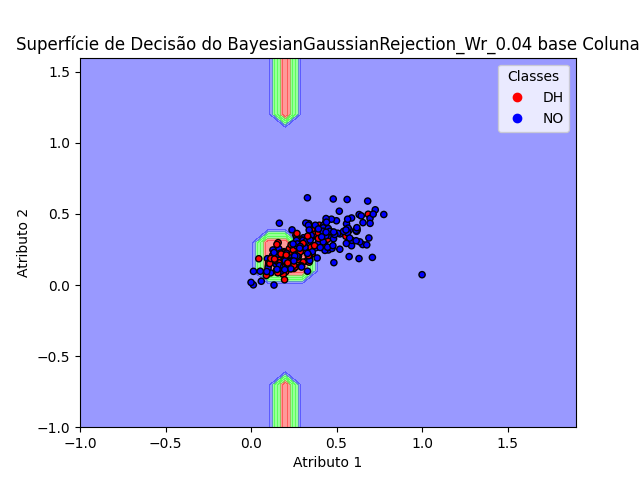 Superfície de Decisão do BayesianGaussianRejection_Wr_0.04 base Coluna
Classes
DH
NO
1.5
1.0
0.5
0.0
−0.5
−1.0
Atributo 2
−1.0
−0.5
0.0
0.5
1.0
1.5
Atributo 1